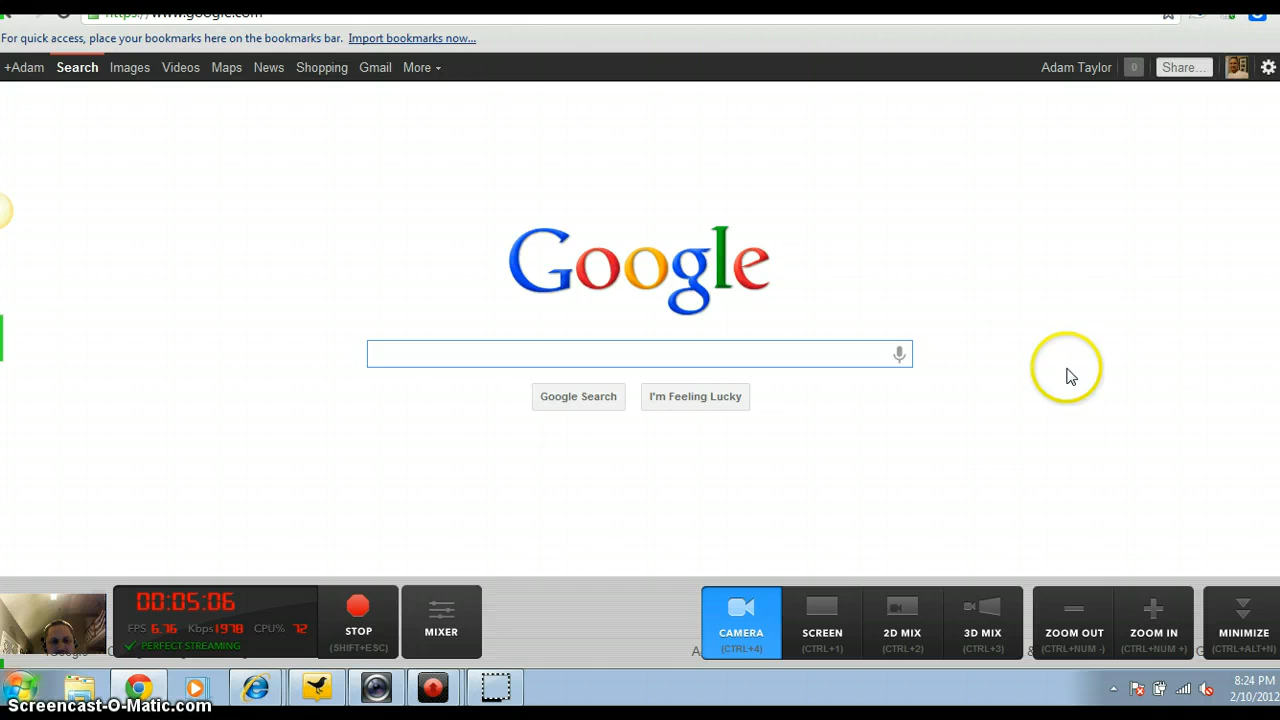 https://www.google.com
For quick access, place your bookmarks here on the bookmarks bar. Import bookmarks now...
+Adam Search Images Videos Maps News Shopping Gmail More Adam Taylor 0 Share...
Google
Google Search I'm Feeling Lucky
00:05:06
FPS 6.76 Kbps 1978 CPU% 72
PERFECT STREAMING
STOP
(SHIFT+ESC)
MIXER
CAMERA
(CTRL+4)
SCREEN
(CTRL+1)
2D MIX
(CTRL+2)
3D MIX
(CTRL+3)
ZOOM OUT
(CTRL+NUM -)
ZOOM IN
(CTRL+NUM +)
MINIMIZE
(CTRL+ALT+N)
8:24 PM
2/10/2012
Screencast-O-Matic.com